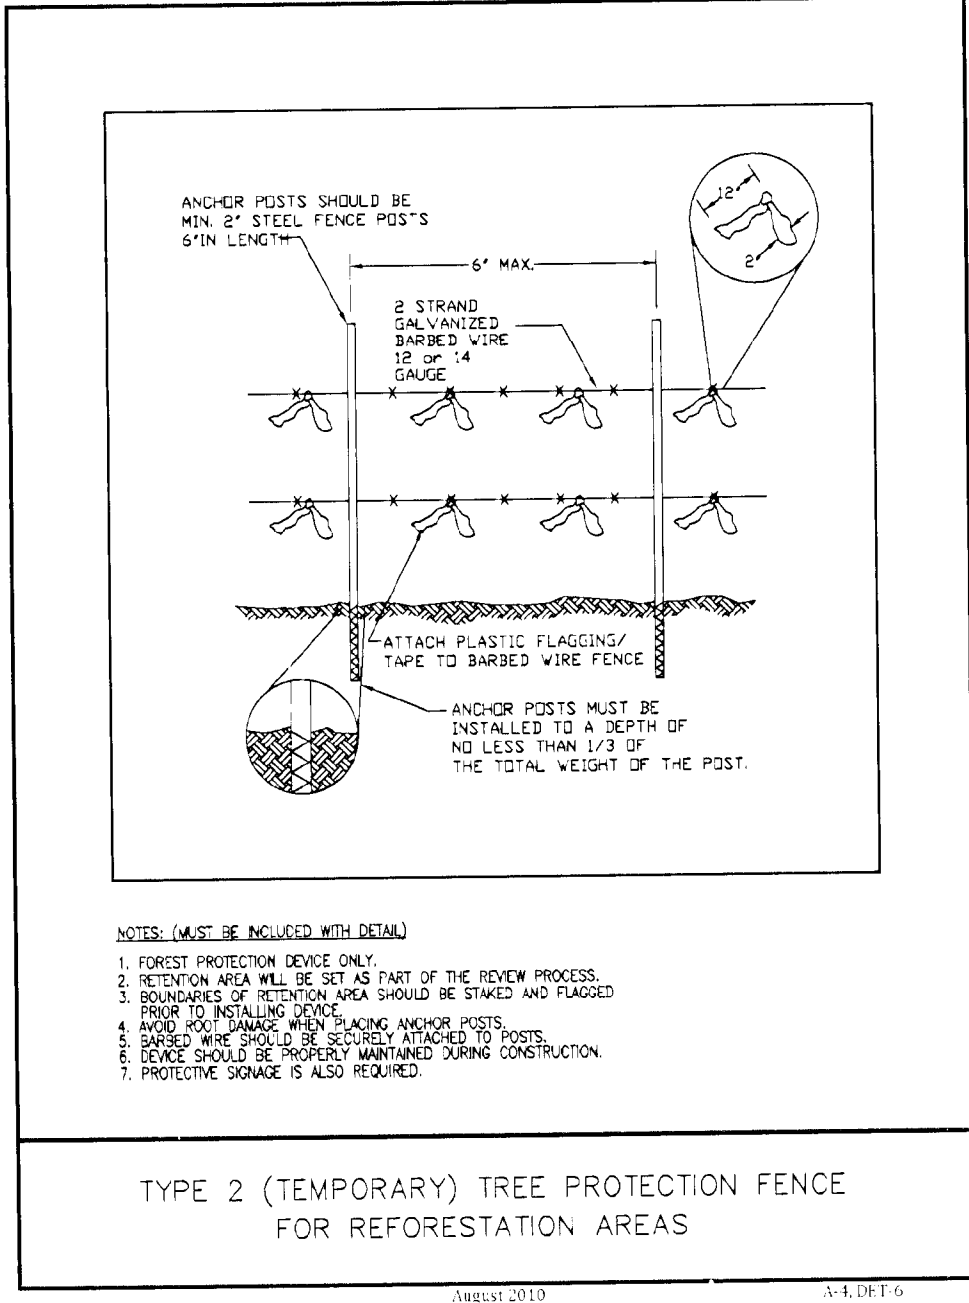 ANCHOR POSTS SHOULD BE
MIN. 2" STEEL FENCE POSTS
6'IN LENGTH
6' MAX.
12"
2"
2 STRAND
GALVANIZED
BARBED WIRE
12 or 14
GAUGE
ATTACH PLASTIC FLAGGING/
TAPE TO BARBED WIRE FENCE
ANCHOR POSTS MUST BE
INSTALLED TO A DEPTH OF
NO LESS THAN 1/3 OF
THE TOTAL WEIGHT OF THE POST.
NOTES: (MUST BE INCLUDED WITH DETAIL)
1. FOREST PROTECTION DEVICE ONLY.
2. RETENTION AREA WILL BE SET AS PART OF THE REVIEW PROCESS.
3. BOUNDARIES OF RETENTION AREA SHOULD BE STAKED AND FLAGGED
PRIOR TO INSTALLING DEVICE.
4. AVOID ROOT DAMAGE WHEN PLACING ANCHOR POSTS.
5. BARBED WIRE SHOULD BE SECURELY ATTACHED TO POSTS.
6. DEVICE SHOULD BE PROPERLY MAINTAINED DURING CONSTRUCTION.
7. PROTECTIVE SIGNAGE IS ALSO REQUIRED.
TYPE 2 (TEMPORARY) TREE PROTECTION FENCE
FOR REFORESTATION AREAS
August 2010
A-4, DET-6